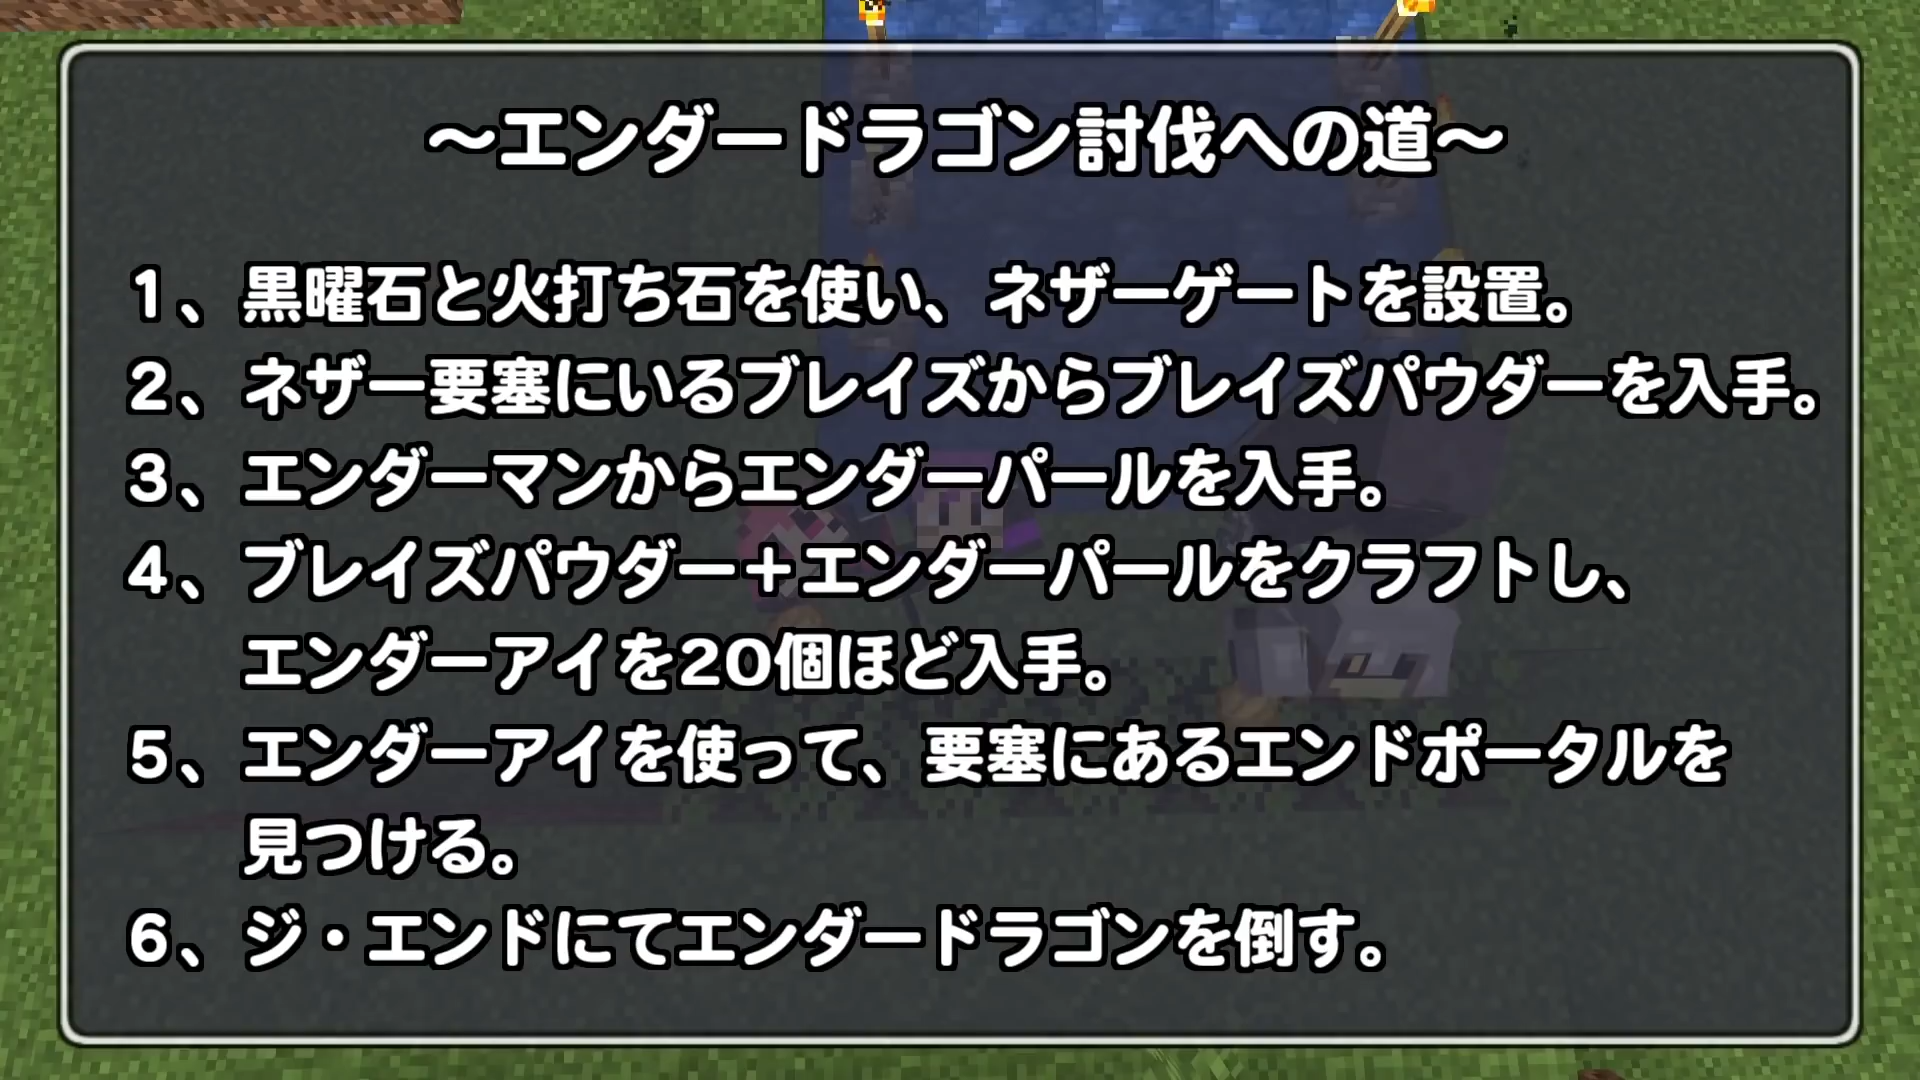 ～エンダードラゴン討伐への道～
１、黒曜石と火打ち石を使い、ネザーゲートを設置。
２、ネザー要塞にいるブレイズからブレイズパウダーを入手。
３、エンダーマンからエンダーパールを入手。
４、ブレイズパウダー＋エンダーパールをクラフトし、
エンダーアイを20個ほど入手。
５、エンダーアイを使って、要塞にあるエンドポータルを
見つける。
６、ジ・エンドにてエンダードラゴンを倒す。